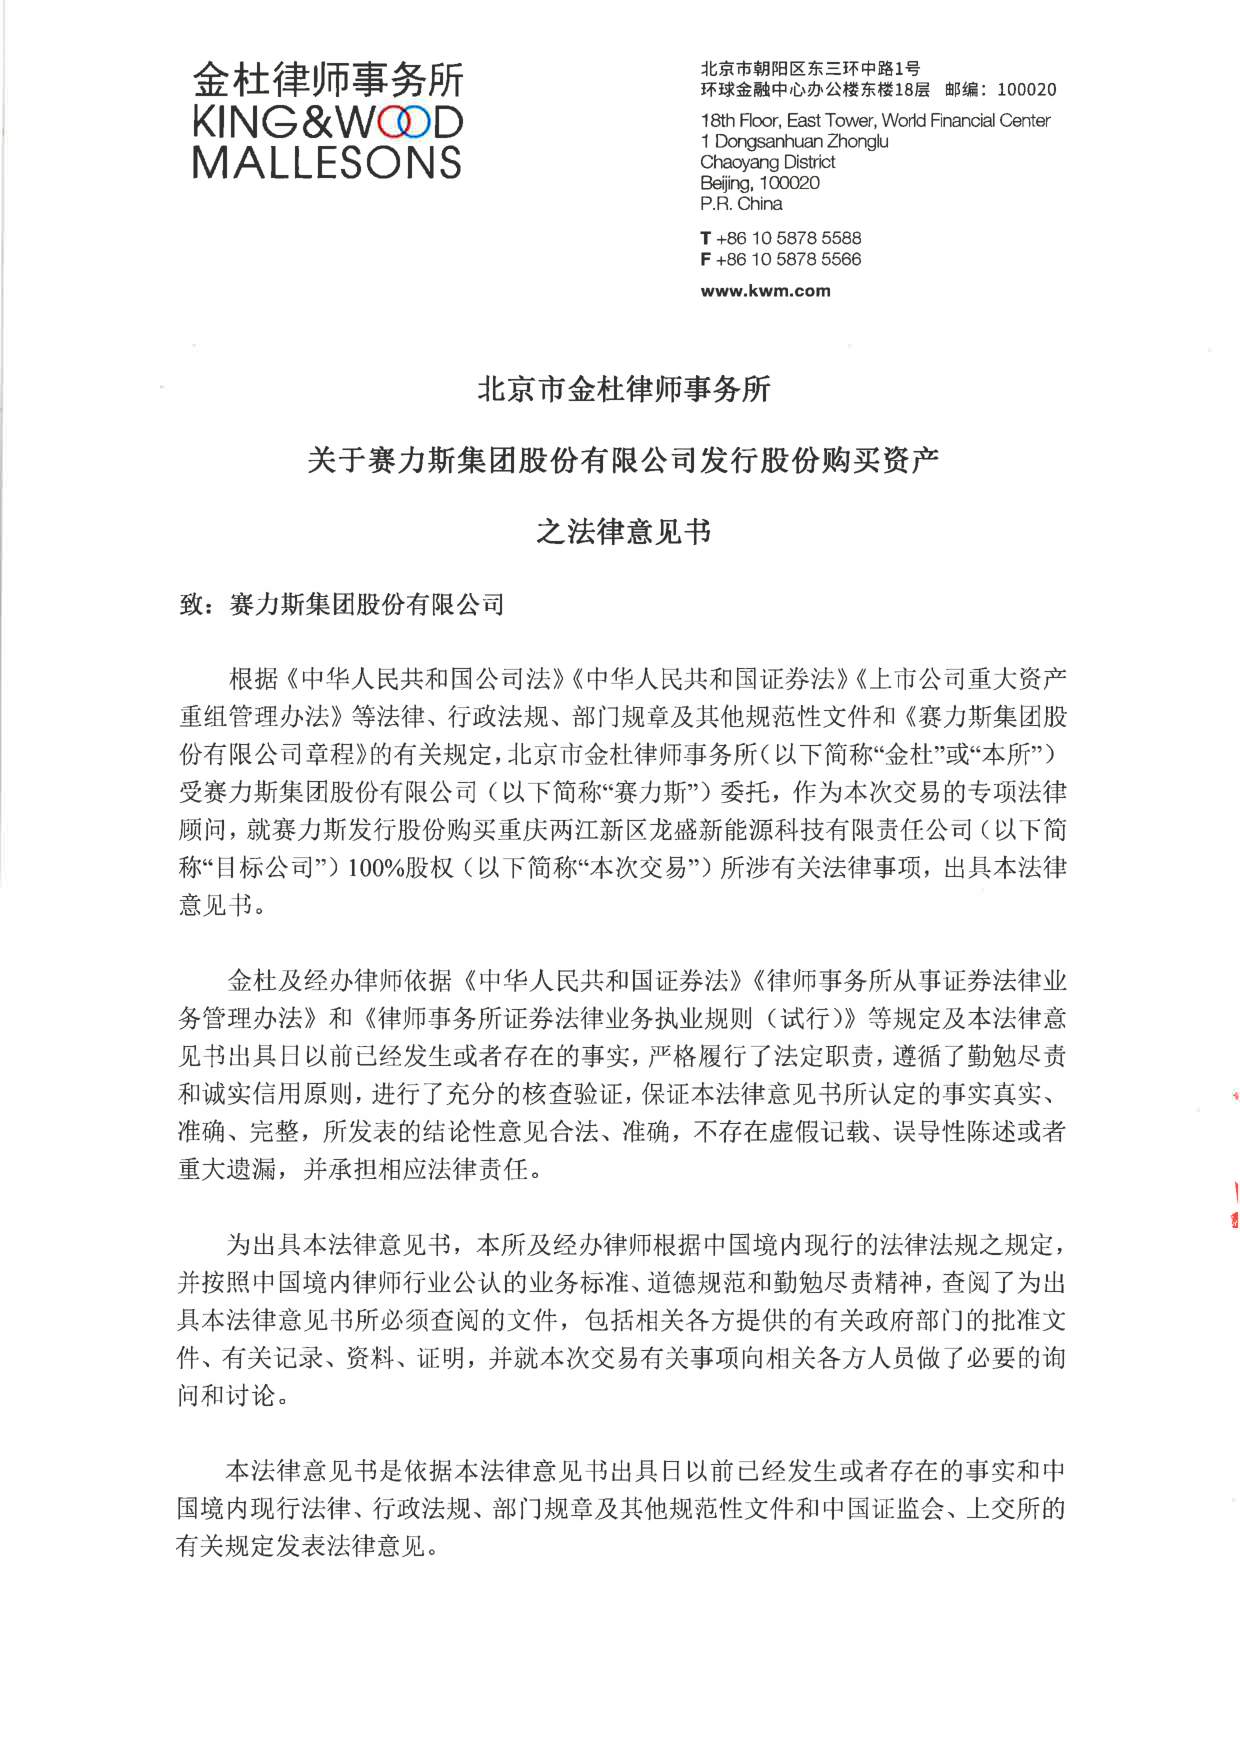 金杜律师事务所
KING&WOOD
MALLESONS
北京市朝阳区东三环中路1号
环球金融中心办公楼东楼18层 邮编：100020
18th Floor, East Tower, World Financial Center
1 Dongsanhuan Zhonglu
Chaoyang District
Beijing, 100020
P.R. China
T +86 10 5878 5588
F +86 10 5878 5566
www.kwm.com
北京市金杜律师事务所
关于赛力斯集团股份有限公司发行股份购买资产
之法律意见书
致：赛力斯集团股份有限公司
根据《中华人民共和国公司法》《中华人民共和国证券法》《上市公司重大资产
重组管理办法》等法律、行政法规、部门规章及其他规范性文件和《赛力斯集团股
份有限公司章程》的有关规定，北京市金杜律师事务所（以下简称“金杜”或“本所”）
受赛力斯集团股份有限公司（以下简称“赛力斯”）委托，作为本次交易的专项法律
顾问，就赛力斯发行股份购买重庆两江新区龙盛新能源科技有限责任公司（以下简
称“目标公司”）100%股权（以下简称“本次交易”）所涉有关法律事项，出具本法律
意见书。
金杜及经办律师依据《中华人民共和国证券法》《律师事务所从事证券法律业
务管理办法》和《律师事务所证券法律业务执业规则（试行）》等规定及本法律意
见书出具日以前已经发生或者存在的事实，严格履行了法定职责，遵循了勤勉尽责
和诚实信用原则，进行了充分的核查验证，保证本法律意见书所认定的事实真实、
准确、完整，所发表的结论性意见合法、准确，不存在虚假记载、误导性陈述或者
重大遗漏，并承担相应法律责任。
为出具本法律意见书，本所及经办律师根据中国境内现行的法律法规之规定，
并按照中国境内律师行业公认的业务标准、道德规范和勤勉尽责精神，查阅了为出
具本法律意见书所必须查阅的文件，包括相关各方提供的有关政府部门的批准文
件、有关记录、资料、证明，并就本次交易有关事项向相关各方人员做了必要的询
问和讨论。
本法律意见书是依据本法律意见书出具日以前已经发生或者存在的事实和中
国境内现行法律、行政法规、部门规章及其他规范性文件和中国证监会、上交所的
有关规定发表法律意见。